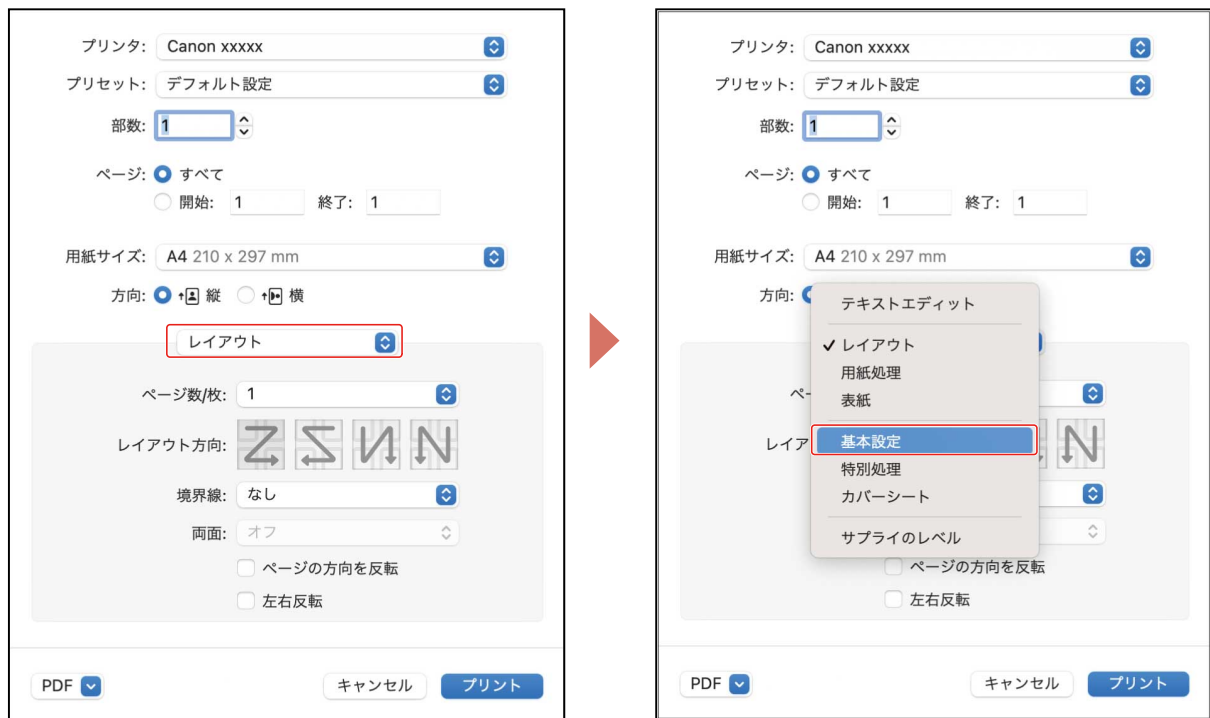 プリンタ: Canon xxxxx
プリセット: デフォルト設定
部数: 1
ページ: すべて
開始: 1 終了: 1
用紙サイズ: A4 210 x 297 mm
方向: 縦 横
レイアウト
ページ数/枚: 1
レイアウト方向:
境界線: なし
両面: オフ
ページの方向を反転
左右反転
PDF キャンセル プリント
プリンタ: Canon xxxxx
プリセット: デフォルト設定
部数: 1
ページ: すべて
開始: 1 終了: 1
用紙サイズ: A4 210 x 297 mm
方向:
テキストエディット
レイアウト
用紙処理
表紙
ペー
基本設定
レイア
特別処理
カバーシート
サプライのレベル
ページの方向を反転
左右反転
PDF キャンセル プリント